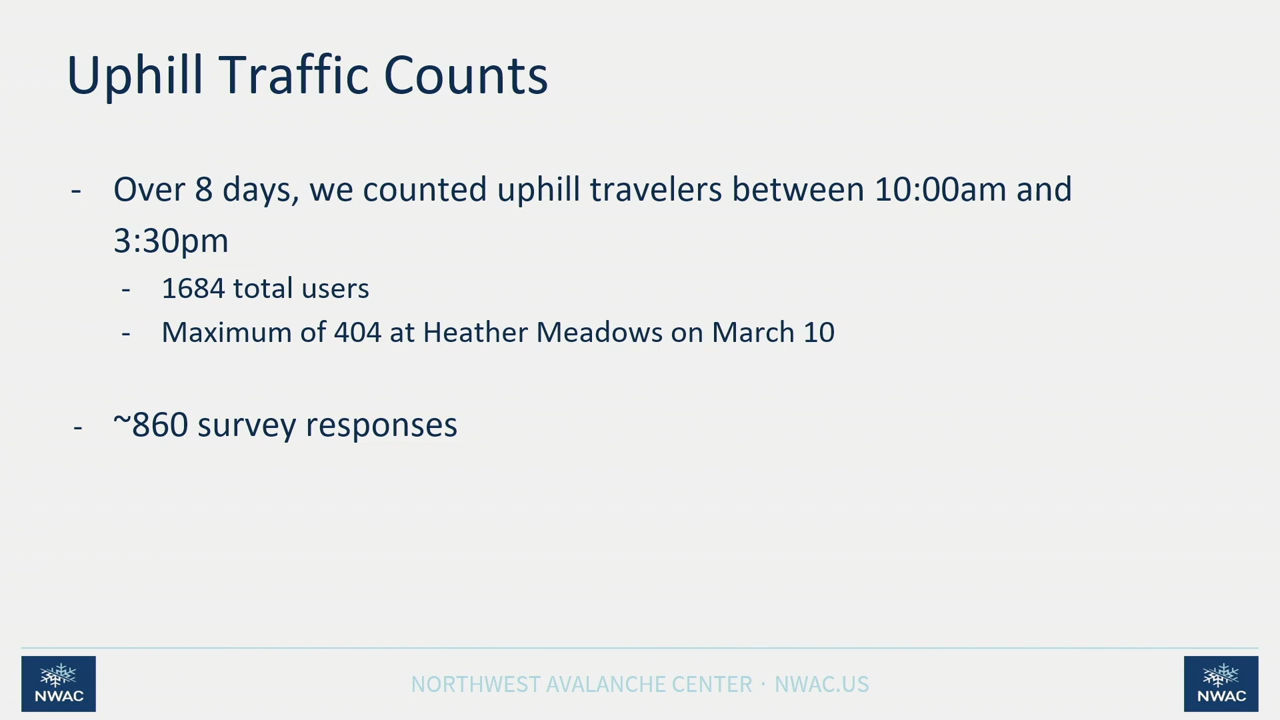 Uphill Traffic Counts
- Over 8 days, we counted uphill travelers between 10:00am and
3:30pm
- 1684 total users
- Maximum of 404 at Heather Meadows on March 10
- ~860 survey responses
NWAC
NORTHWEST AVALANCHE CENTER · NWAC.US
NWAC